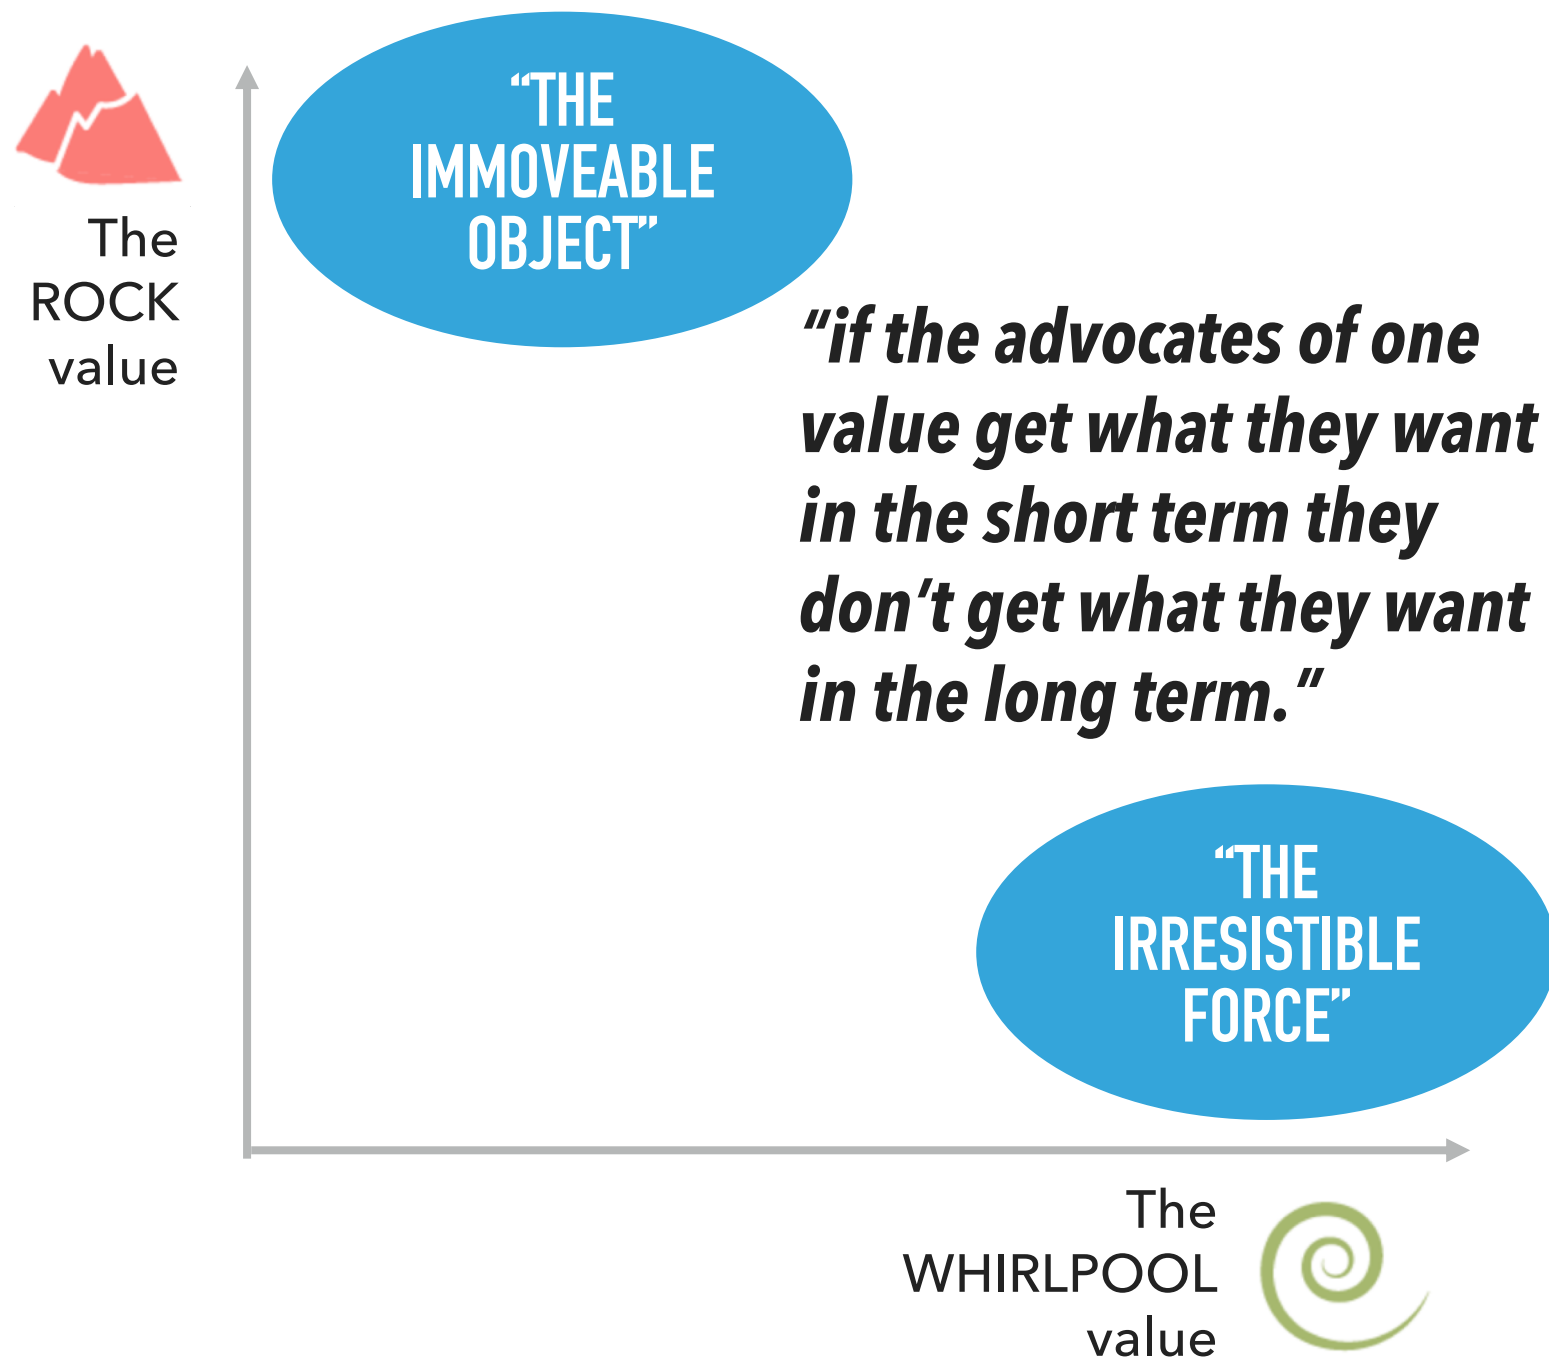 “THE
IMMOVEABLE
OBJECT”
The
ROCK
value
“if the advocates of one
value get what they want
in the short term they
don’t get what they want
in the long term.”
“THE
IRRESISTIBLE
FORCE”
The
WHIRLPOOL
value